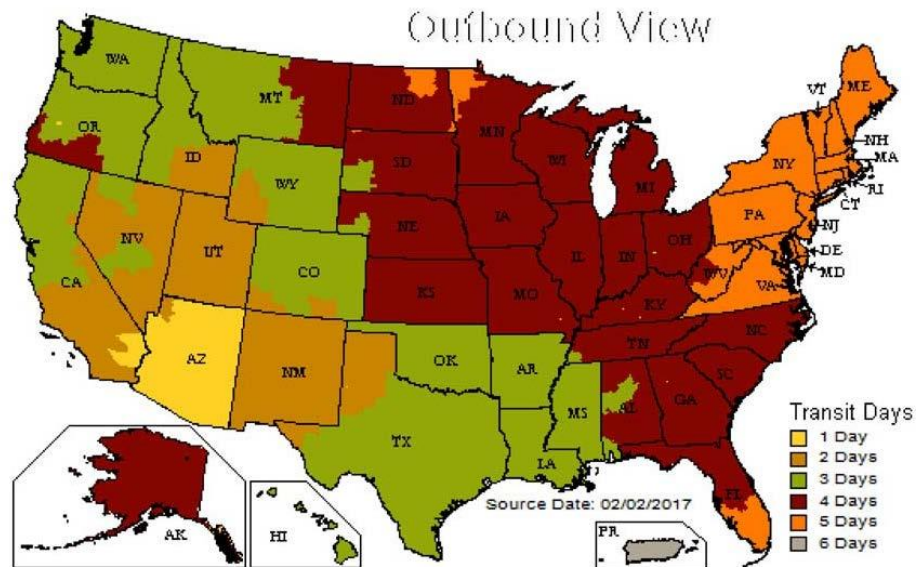 Outbound View
WA
MT
ND
MN
VT
ME
OR
ID
WY
SD
WI
MI
NY
NH
MA
RI
CT
NV
UT
CO
NE
IA
IL
IN
OH
PA
NJ
DE
MD
WV
VA
CA
KS
MO
KY
AZ
NM
OK
AR
TN
NC
SC
TX
LA
MS
AL
GA
FL
AK
HI
PR
Source Date: 02/02/2017
Transit Days
1 Day
2 Days
3 Days
4 Days
5 Days
6 Days